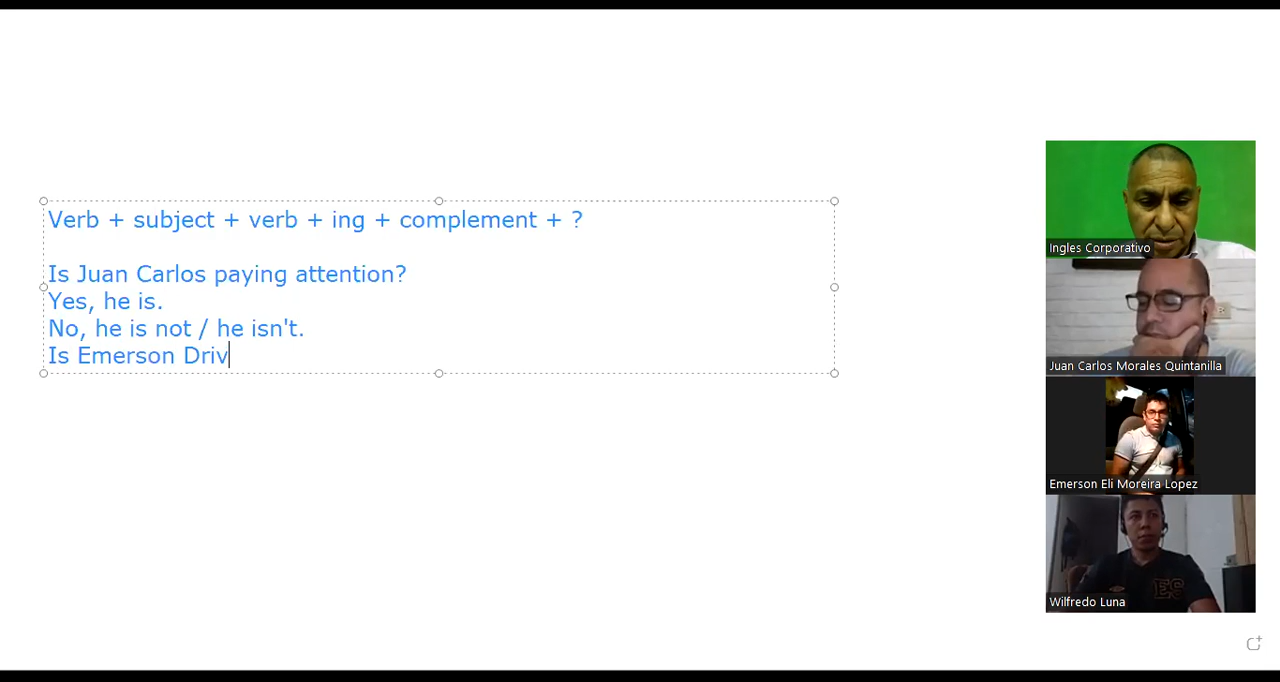 Verb + subject + verb + ing + complement + ?
Is Juan Carlos paying attention?
Yes, he is.
No, he is not / he isn't.
Is Emerson Driv
Ingles Corporativo
Juan Carlos Morales Quintanilla
Emerson Eli Moreira Lopez
ES
Wilfredo Luna